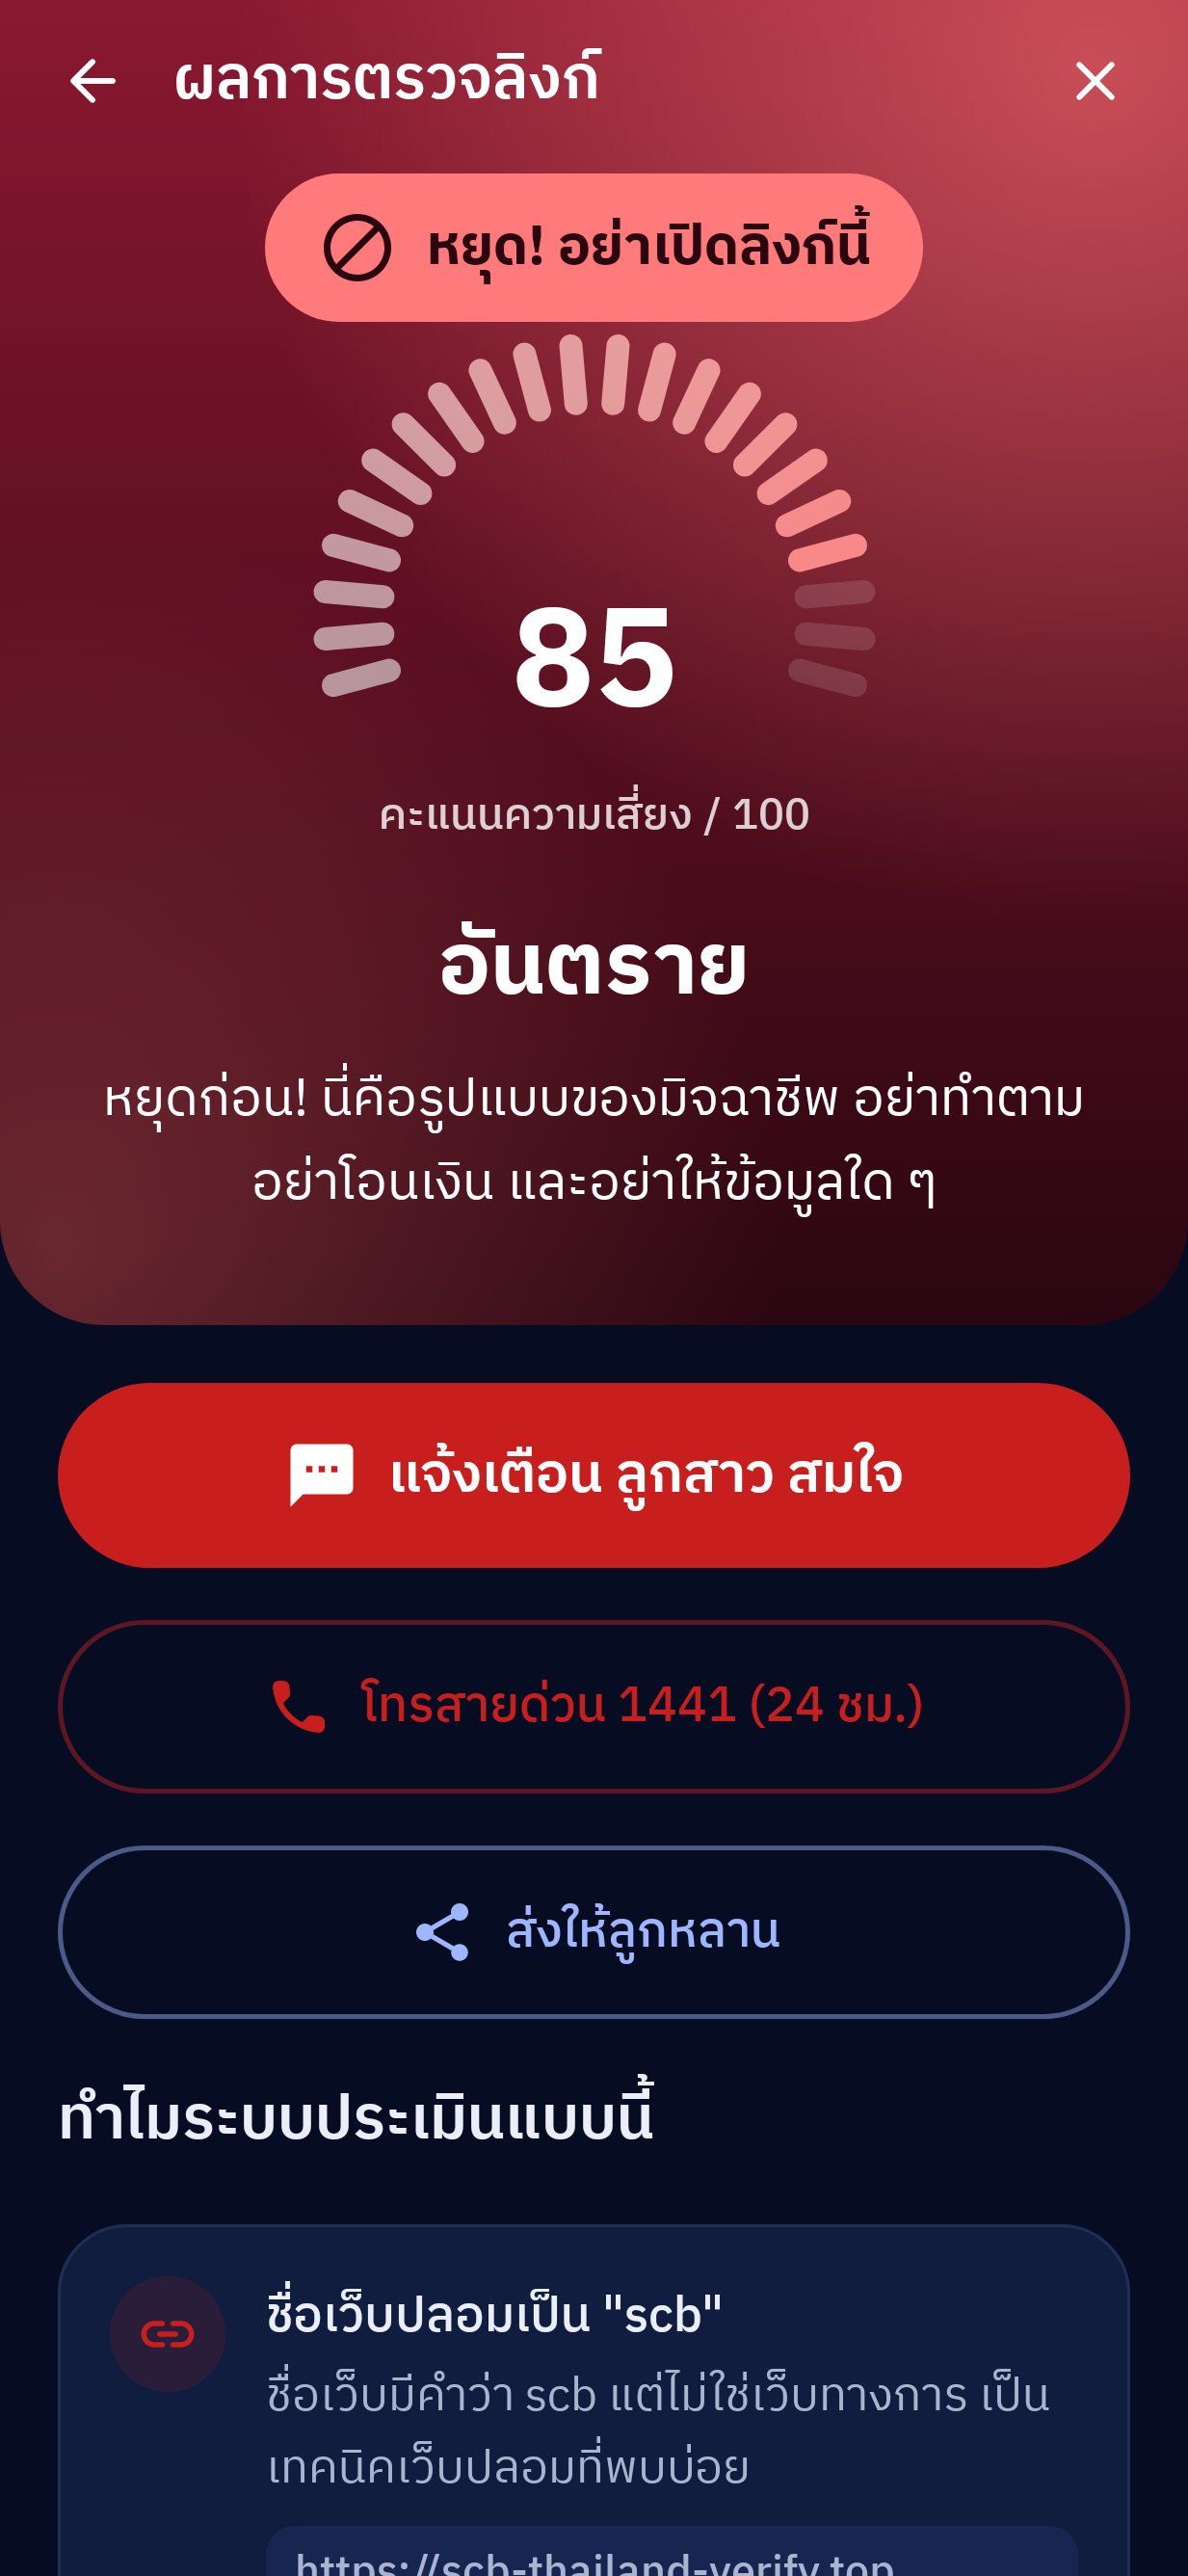 ผลการตรวจลิงก์
หยุด! อย่าเปิดลิงก์นี้
85
คะแนนความเสี่ยง / 100
อันตราย
หยุดก่อน! นี่คือรูปแบบของมิจฉาชีพ อย่าทำตาม
อย่าโอนเงิน และอย่าให้ข้อมูลใด ๆ
แจ้งเตือน ลูกสาว สมใจ
โทรสายด่วน 1441 (24 ชม.)
ส่งให้ลูกหลาน
ทำไมระบบประเมินแบบนี้
ชื่อเว็บปลอมเป็น "scb"
ชื่อเว็บมีคำว่า scb แต่ไม่ใช่เว็บทางการ เป็น
เทคนิคเว็บปลอมที่พบบ่อย
https://scb-thailand-verify.top